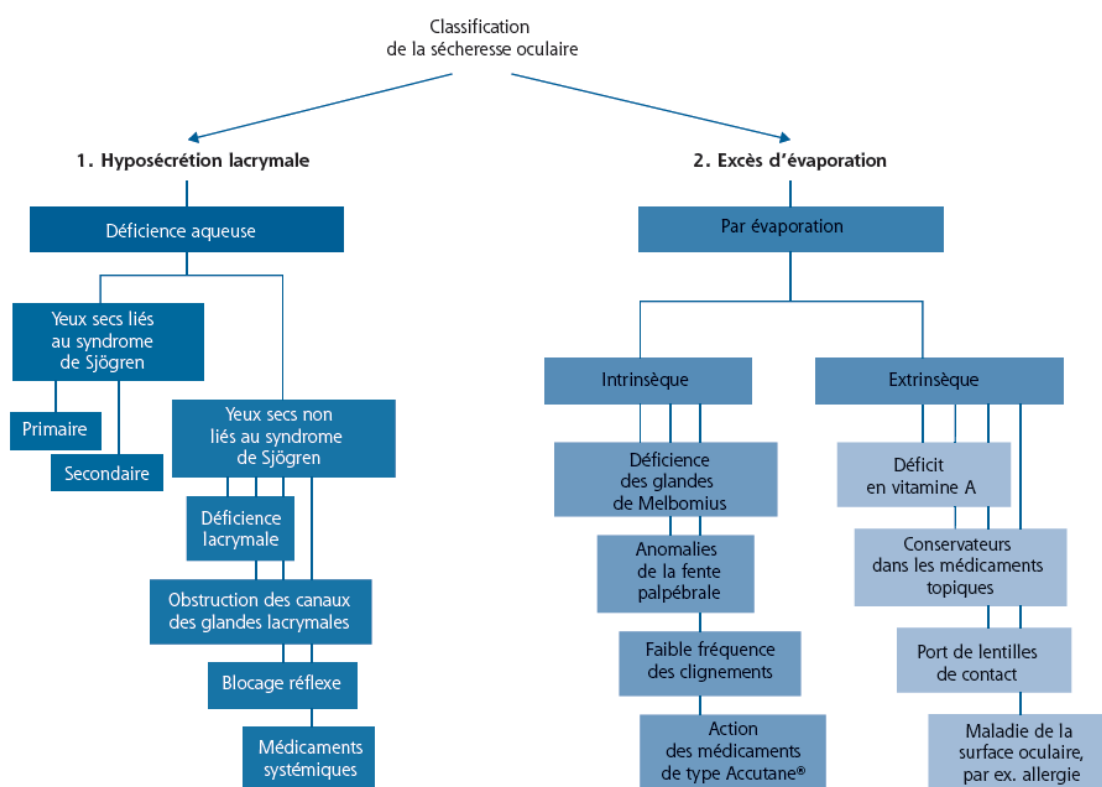 Classification
de la sécheresse oculaire
1. Hyposécrétion lacrymale
Déficience aqueuse
Yeux secs liés
au syndrome
de Sjögren
Primaire
Secondaire
Yeux secs non
liés au syndrome
de Sjögren
Déficience
lacrymale
Obstruction des canaux
des glandes lacrymales
Blocage réflexe
Médicaments
systémiques
2. Excès d’évaporation
Par évaporation
Intrinsèque
Déficience
des glandes
de Melbomius
Anomalies
de la fente
palpébrale
Faible fréquence
des clignements
Action
des médicaments
de type Accutane®
Extrinsèque
Déficit
en vitamine A
Conservateurs
dans les médicaments
topiques
Port de lentilles
de contact
Maladie de la
surface oculaire,
par ex. allergie